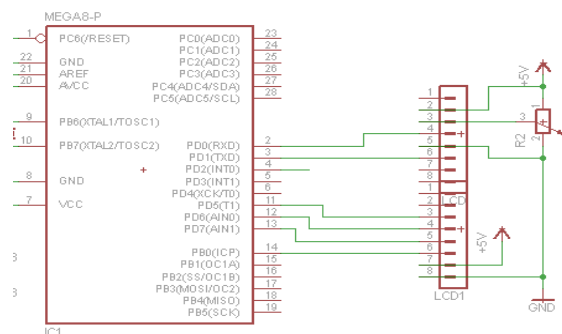 MEGA8-P
1 PC6(/RESET) PC0(ADC0) 23
PC1(ADC1) 24
22 GND PC2(ADC2) 25
21 AREF PC3(ADC3) 26
20 AVCC PC4(ADC4/SDA) 27
PC5(ADC5/SCL) 28
9 PB6(XTAL1/TOSC1)
10 PB7(XTAL2/TOSC2) PD0(RXD) 2
PD1(TXD) 3
PD2(INT0) 4
8 GND PD3(INT1) 5
PD4(XCK/T0) 6
7 VCC PD5(T1) 11
PD6(AIN0) 12
PD7(AIN1) 13
PB0(ICP) 14
PB1(OC1A) 15
PB2(SS/OC1B) 16
PB3(MOSI/OC2) 17
PB4(MISO) 18
PB5(SCK) 19
IC1
1
2
3
4
5
6
7
8
LCD
1
2
3
4
5
6
7
8
LCD1
+5V
+5V
1
3
2
R2
GND